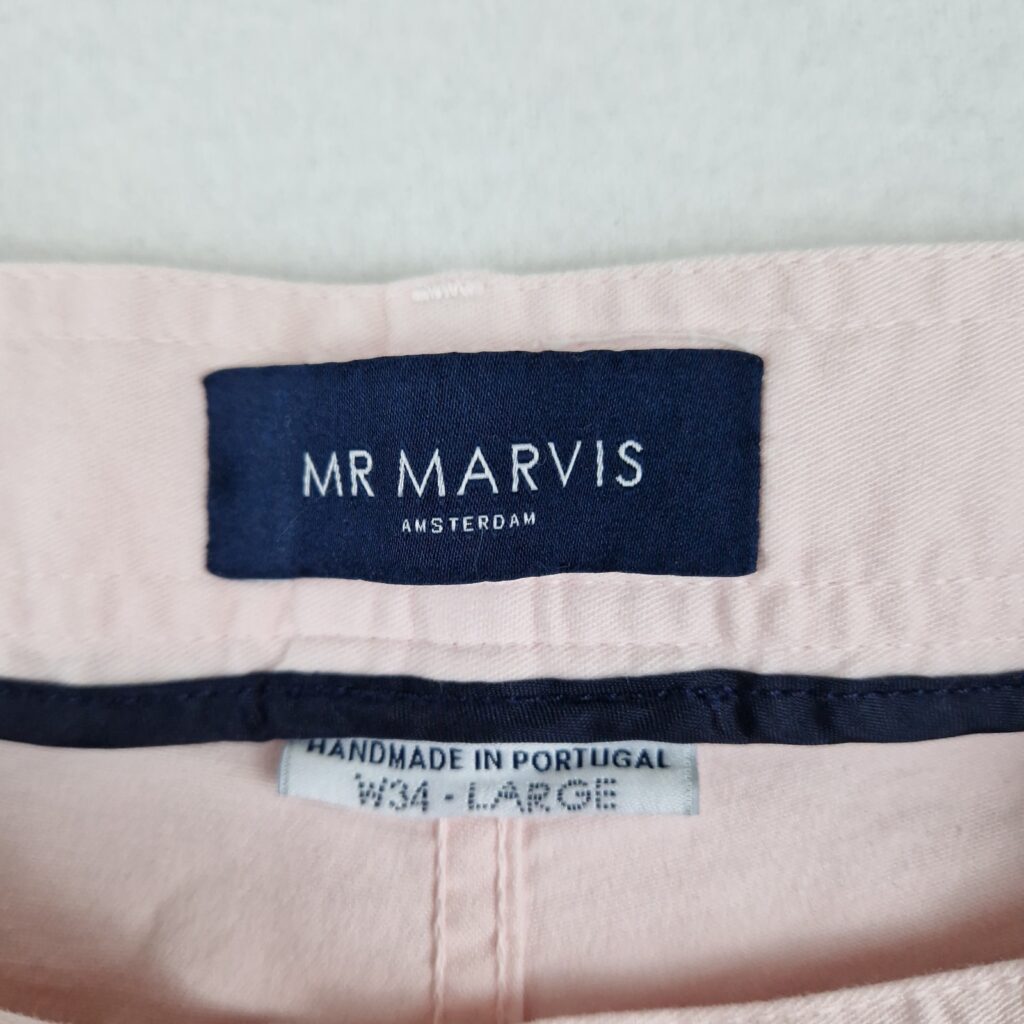 MR MARVIS
AMSTERDAM
HANDMADE IN PORTUGAL
W34 - LARGE